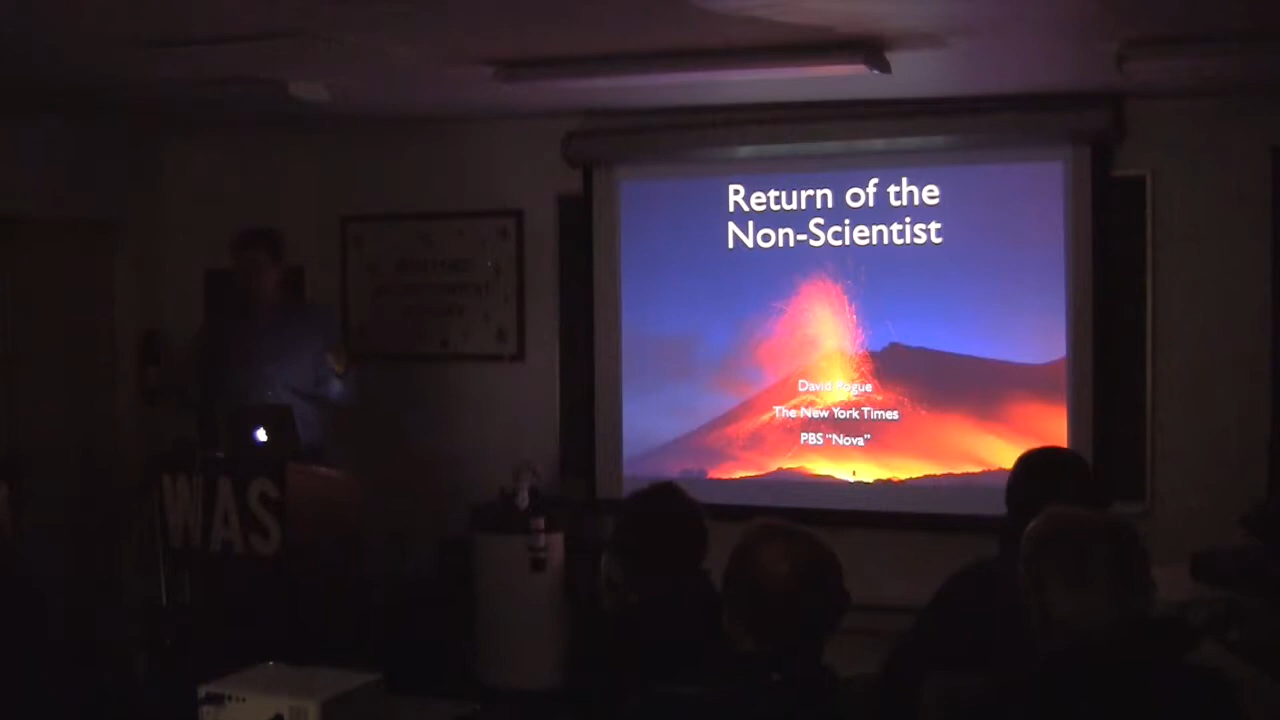 Return of the
Non-Scientist
David Pogue
The New York Times
PBS “Nova”
WAS